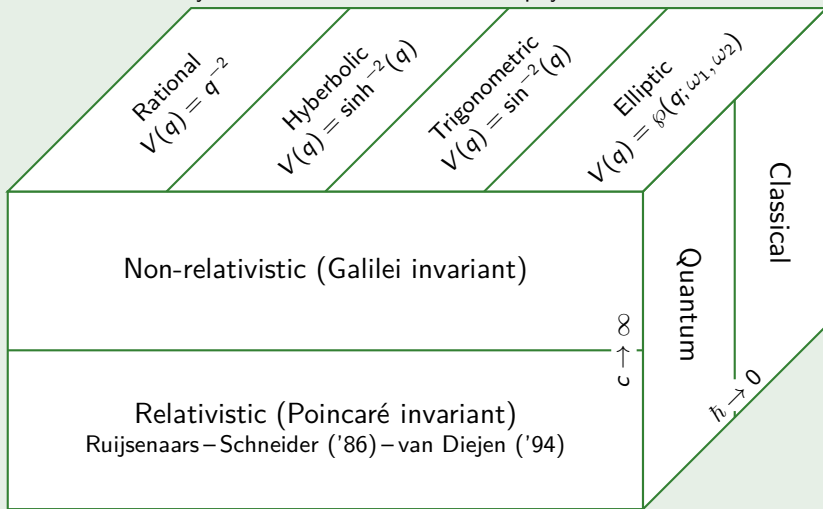 Rational
V(q) = q⁻²
Hyberbolic
V(q) = sinh⁻²(q)
Trigonometric
V(q) = sin⁻²(q)
Elliptic
V(q) = ℘(q; ω₁, ω₂)
Non-relativistic (Galilei invariant)
Relativistic (Poincaré invariant)
Ruijsenaars – Schneider ('86) – van Diejen ('94)
c → ∞
Quantum
Classical
ħ → 0